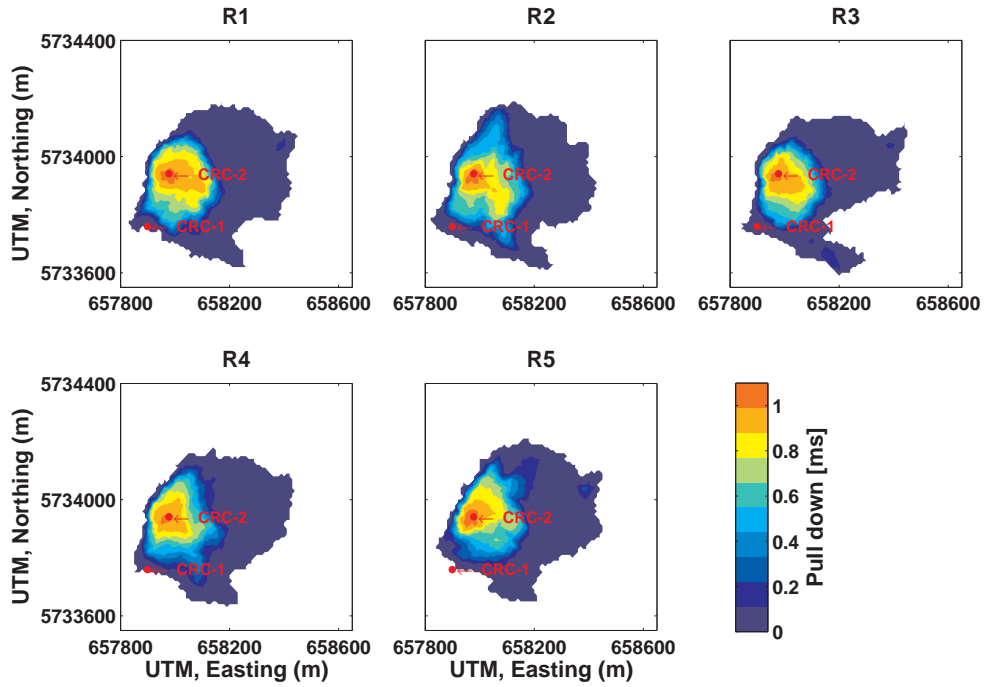 R1
R2
R3
5734400
5734000
5733600
UTM, Northing (m)
CRC-2
CRC-1
CRC-2
CRC-1
CRC-2
CRC-1
657800 658200 658600
657800 658200 658600
657800 658200 658600
R4
R5
5734400
5734000
5733600
UTM, Northing (m)
CRC-2
CRC-1
CRC-2
CRC-1
657800 658200 658600
657800 658200 658600
UTM, Easting (m)
UTM, Easting (m)
1
0.8
0.6
0.4
0.2
0
Pull down [ms]